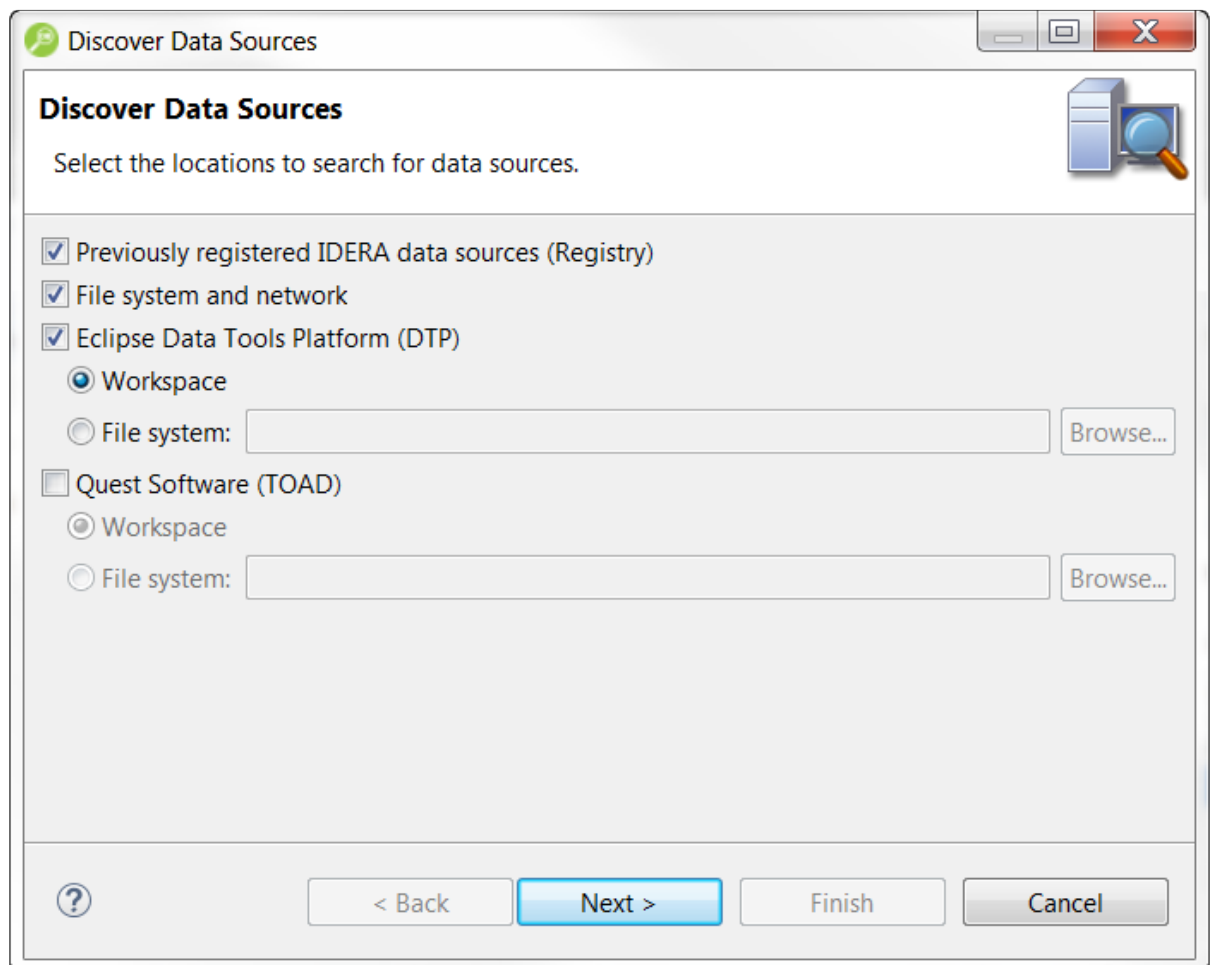 Discover Data Sources
Discover Data Sources
Select the locations to search for data sources.
Previously registered IDERA data sources (Registry)
File system and network
Eclipse Data Tools Platform (DTP)
Workspace
File system: Browse...
Quest Software (TOAD)
Workspace
File system: Browse...
? < Back Next > Finish Cancel